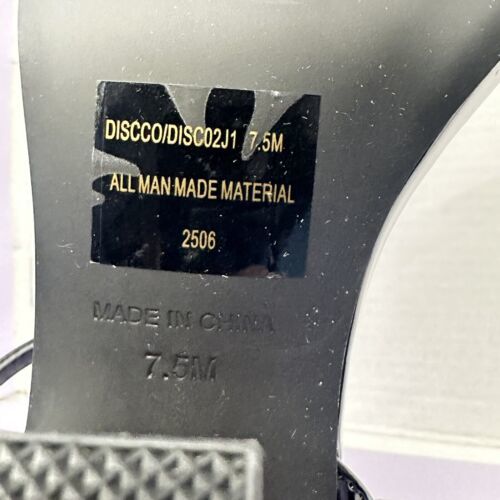 DISCCO/DISC02J1 7.5M
ALL MAN MADE MATERIAL
2506
MADE IN CHINA
7.5M